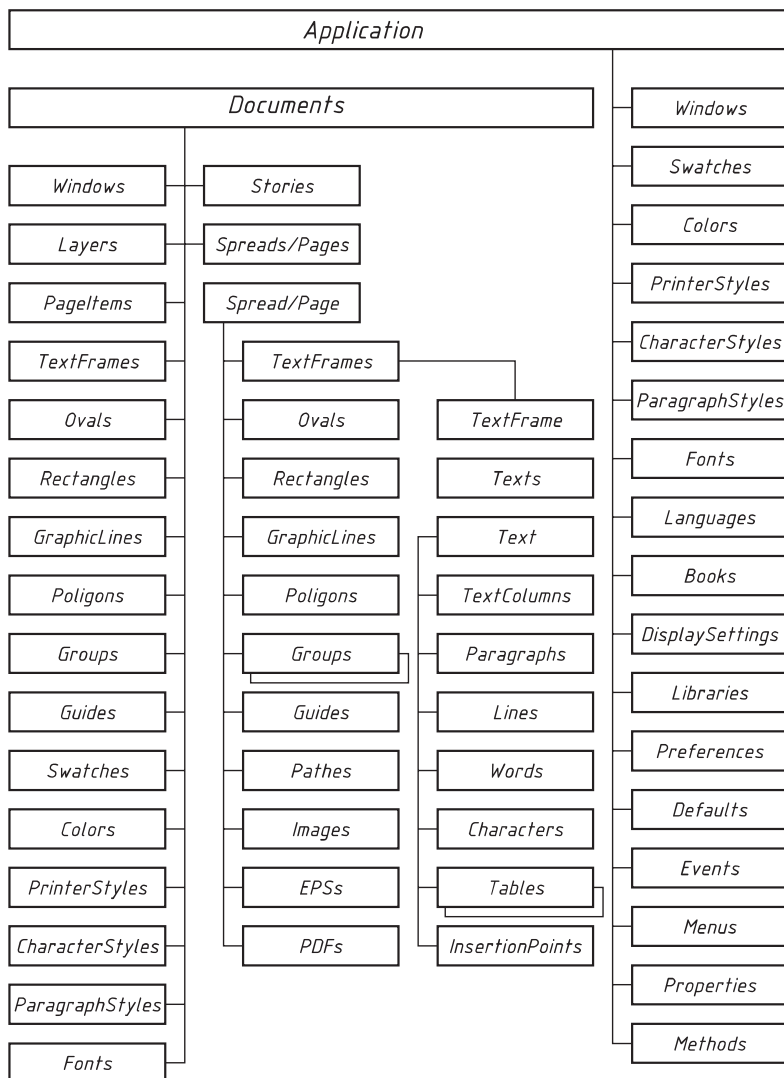 Application
Documents
Windows
Stories
Layers
Spreads/Pages
PageItems
Spread/Page
TextFrames
TextFrames
Ovals
Ovals
TextFrame
Rectangles
Rectangles
Texts
GraphicLines
GraphicLines
Text
Poligons
Poligons
TextColumns
Groups
Groups
Paragraphs
Guides
Guides
Lines
Swatches
Pathes
Words
Colors
Images
Characters
PrinterStyles
EPSs
Tables
CharacterStyles
PDFs
InsertionPoints
ParagraphStyles
Fonts
Windows
Swatches
Colors
PrinterStyles
CharacterStyles
ParagraphStyles
Fonts
Languages
Books
DisplaySettings
Libraries
Preferences
Defaults
Events
Menus
Properties
Methods